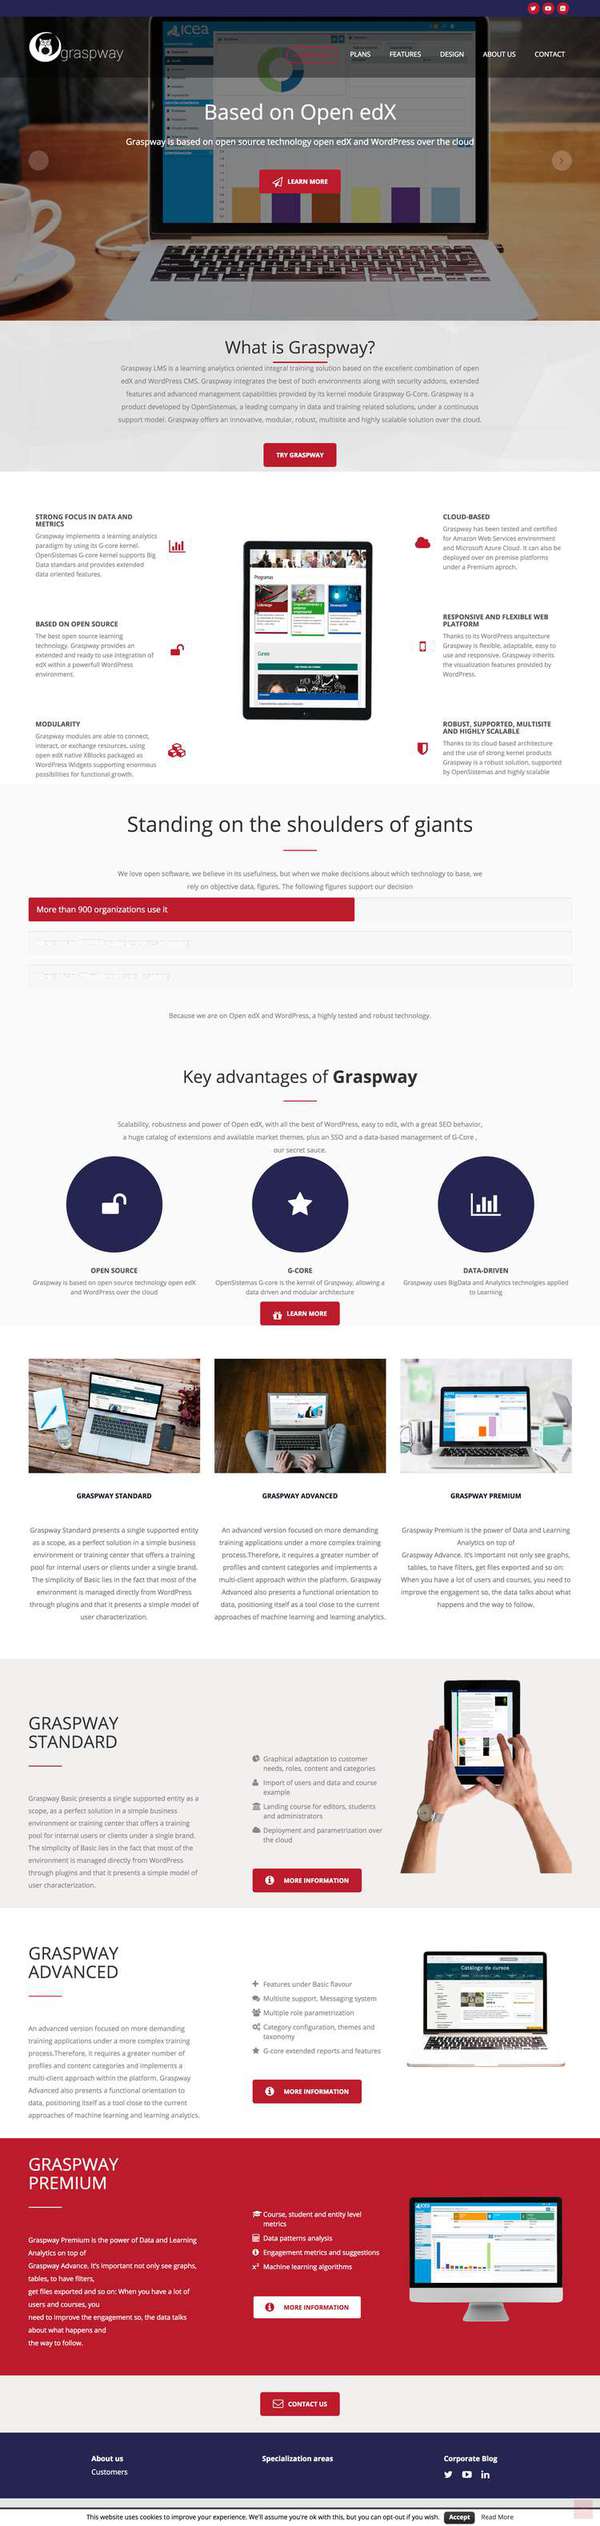 graspway
PLANS
FEATURES
DESIGN
ABOUT US
CONTACT
icea
Based on Open edX
Graspway is based on open source technology open edX and WordPress over the cloud
LEARN MORE
What is Graspway?
Graspway LMS is a learning analytics oriented integral training solution based on the excellent combination of open
edX and WordPress CMS. Graspway integrates the best of both environments along with security addons, extended
features and advanced management capabilities provided by its kernel module Graspway G-Core. Graspway is a
product developed by OpenSistemas, a leading company in data and training related solutions, under a continuous
support model. Graspway offers an innovative, modular, robust, multisite and highly scalable solution over the cloud.
TRY GRASPWAY
STRONG FOCUS IN DATA AND
METRICS
Graspway implements a learning analytics
paradigm by using its G-core kernel.
OpenSistemas G-core kernel supports Big
Data standars and provides extended
data oriented features.
BASED ON OPEN SOURCE
The best open source learning
technology. Graspway provides an
extended and ready to use integration of
edX within a powerfull WordPress
environment.
MODULARITY
Graspway modules are able to connect,
interact, or exchange resources, using
open edX native XBlocks packaged as
WordPress Widgets supporting enormous
possibilities for functional growth.
Programas
Cursos
CLOUD-BASED
Graspway has been tested and certified
for Amazon Web Services environment
and Microsoft Azure Cloud. It can also be
deployed over on premise platforms
under a Premium aproch.
RESPONSIVE AND FLEXIBLE WEB
PLATFORM
Thanks to its WordPress arquitecture
Graspway is flexible, adaptable, easy to
use and responsive. Graspway inherits
the visualization features provided by
WordPress.
ROBUST, SUPPORTED, MULTISITE
AND HIGHLY SCALABLE
Thanks to its cloud based architecture
and the use of strong kernel products
Graspway is a robust solution, supported
by OpenSistemas and highly scalable
Standing on the shoulders of giants
We love open software, we believe in its usefulness, but when we make decisions about which technology to base, we
rely on objective data, figures. The following figures support our decision
More than 900 organizations use it
Because we are on Open edX and WordPress, a highly tested and robust technology.
Key advantages of Graspway
Scalability, robustness and power of Open edX, with all the best of WordPress, easy to edit, with a great SEO behavior,
a huge catalog of extensions and available market themes, plus an SSO and a data-based management of G-Core ,
our secret sauce.
OPEN SOURCE
Graspway is based on open source technology open edX
and WordPress over the cloud
G-CORE
OpenSistemas G-core is the kernel of Graspway, allowing a
data driven and modular architecture
DATA-DRIVEN
Graspway uses BigData and Analytics technolgies applied
to Learning
LEARN MORE
GRASPWAY STANDARD
Graspway Standard presents a single supported entity
as a scope, as a perfect solution in a simple business
environment or training center that offers a training
pool for internal users or clients under a single brand.
The simplicity of Basic lies in the fact that most of the
environment is managed directly from WordPress
through plugins and that it presents a simple model of
user characterization.
GRASPWAY ADVANCED
An advanced version focused on more demanding
training applications under a more complex training
process.Therefore, it requires a greater number of
profiles and content categories and implements a
multi-client approach within the platform. Graspway
Advanced also presents a functional orientation to
data, positioning itself as a tool close to the current
approaches of machine learning and learning analytics.
GRASPWAY PREMIUM
Graspway Premium is the power of Data and Learning
Analytics on top of
Graspway Advance. It's important not only see graphs,
tables, to have filters, get files exported and so on:
When you have a lot of users and courses, you need to
improve the engagement so, the data talks about what
happens and the way to follow.
GRASPWAY
STANDARD
Graspway Basic presents a single supported entity as a
scope, as a perfect solution in a simple business
environment or training center that offers a training
pool for internal users or clients under a single brand.
The simplicity of Basic lies in the fact that most of the
environment is managed directly from WordPress
through plugins and that it presents a simple model of
user characterization.
Graphical adaptation to customer
needs, roles, content and categories
Import of users and data and course
example
Landing course for editors, students
and administrators
Deployment and parametrization over
the cloud
MORE INFORMATION
GRASPWAY
ADVANCED
An advanced version focused on more demanding
training applications under a more complex training
process.Therefore, it requires a greater number of
profiles and content categories and implements a
multi-client approach within the platform. Graspway
Advanced also presents a functional orientation to
data, positioning itself as a tool close to the current
approaches of machine learning and learning analytics.
Features under Basic flavour
Multisite support. Messaging system
Multiple role parametrization
Category configuration, themes and
taxonomy
G-core extended reports and features
MORE INFORMATION
Catálogo de cursos
GRASPWAY
PREMIUM
Graspway Premium is the power of Data and Learning
Analytics on top of
Graspway Advance. It's important not only see graphs,
tables, to have filters,
get files exported and so on: When you have a lot of
users and courses, you
need to improve the engagement so, the data talks
about what happens and
the way to follow.
Course, student and entity level
metrics
Data patterns analysis
Engagement metrics and suggestions
Machine learning algorithms
MORE INFORMATION
icea
CONTACT US
About us
Customers
Specialization areas
Corporate Blog
This website uses cookies to improve your experience. We'll assume you're ok with this, but you can opt-out if you wish. Accept Read More